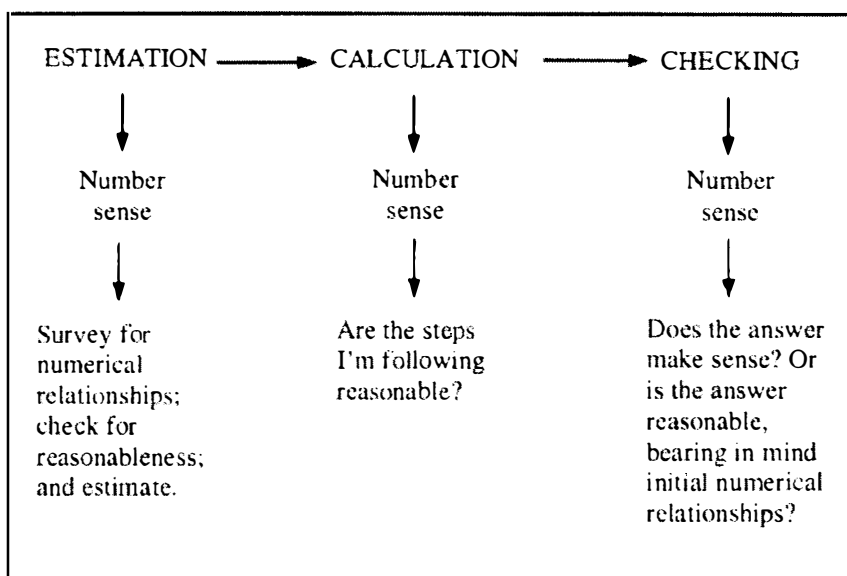 ESTIMATION CALCULATION CHECKING
Number
sense
Number
sense
Number
sense
Survey for
numerical
relationships;
check for
reasonableness;
and estimate.
Are the steps
I'm following
reasonable?
Does the answer
make sense? Or
is the answer
reasonable,
bearing in mind
initial numerical
relationships?